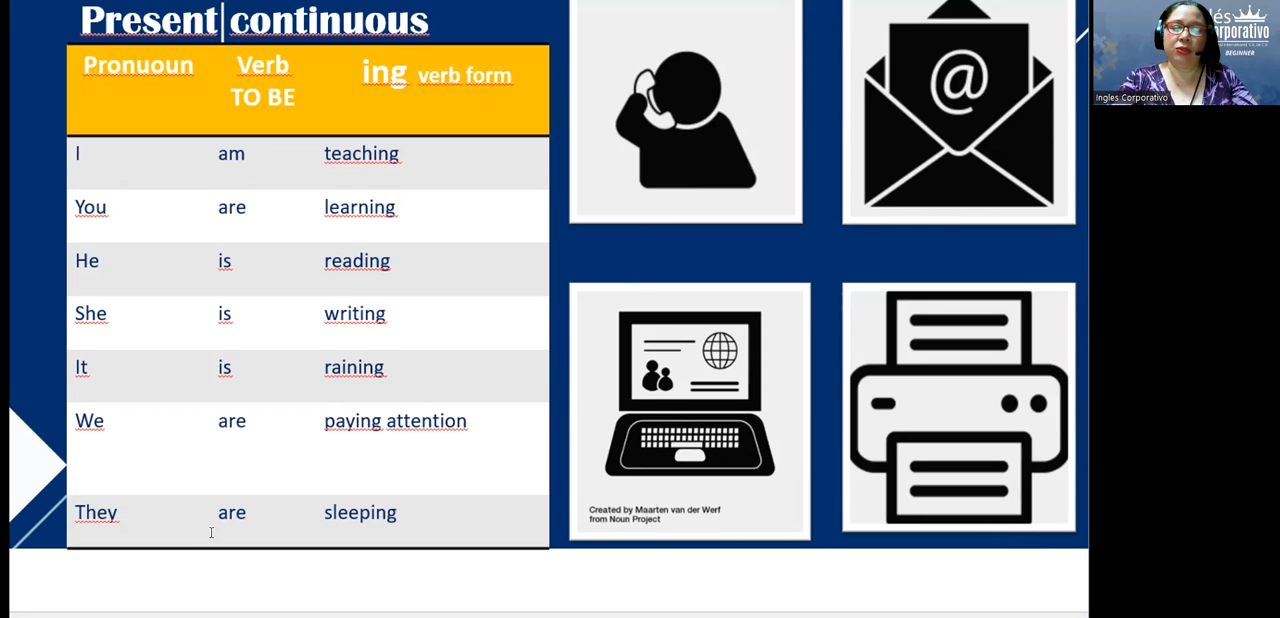 Present continuous
Pronuoun Verb TO BE ing verb form
I am teaching
You are learning
He is reading
She is writing
It is raining
We are paying attention
They are sleeping
@
Created by Maarten van der Werf
from Noun Project
lés
orporativo
BEGINNER
Ingles Corporativo